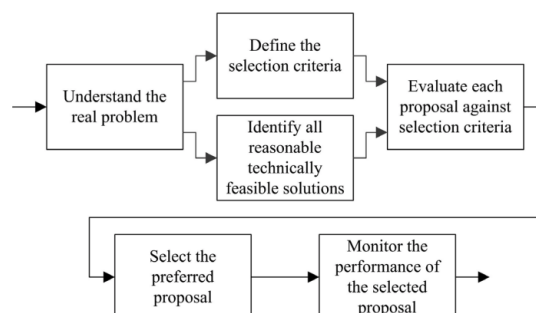 Understand the
real problem
Define the
selection criteria
Identify all
reasonable
technically
feasible solutions
Evaluate each
proposal against
selection criteria
Select the
preferred
proposal
Monitor the
performance of
the selected
proposal